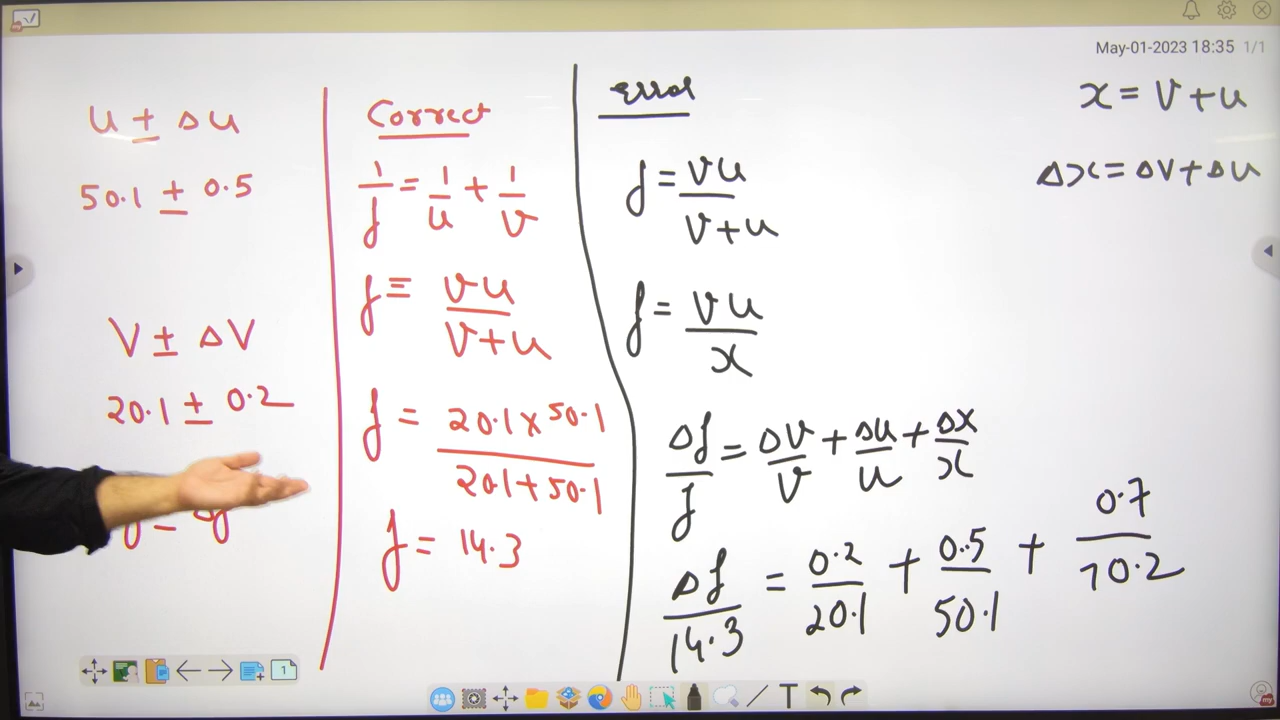 May-01-2023 18:35 1/1
u ± Δu
50.1 ± 0.5
V ± ΔV
20.1 ± 0.2
Correct
1/f = 1/u + 1/v
f = vu/v+u
f = 20.1 x 50.1/20.1 + 50.1
f = 14.3
Error
f = vu/v+u
f = vu/x
Δf/f = ΔV/V + Δu/u + Δx/x
Δf/14.3 = 0.2/20.1 + 0.5/50.1 + 0.7/70.2
x = V + u
Δx = ΔV + Δu
1
T